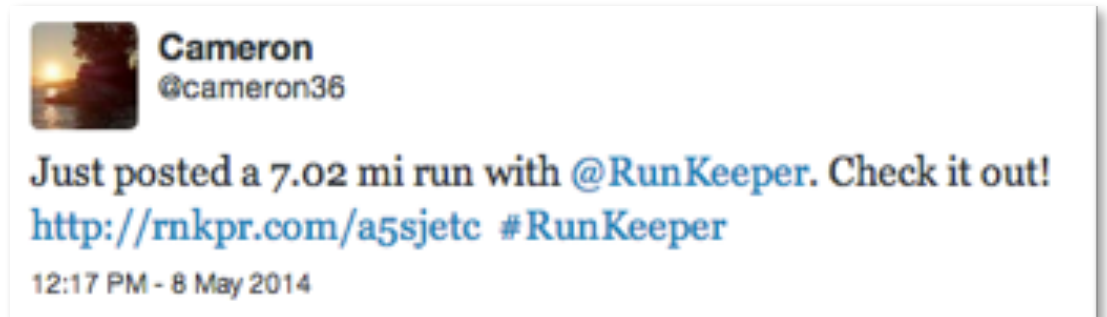 Cameron
@cameron36
Just posted a 7.02 mi run with @RunKeeper. Check it out!
http://rnkpr.com/a5sjetc #RunKeeper
12:17 PM - 8 May 2014